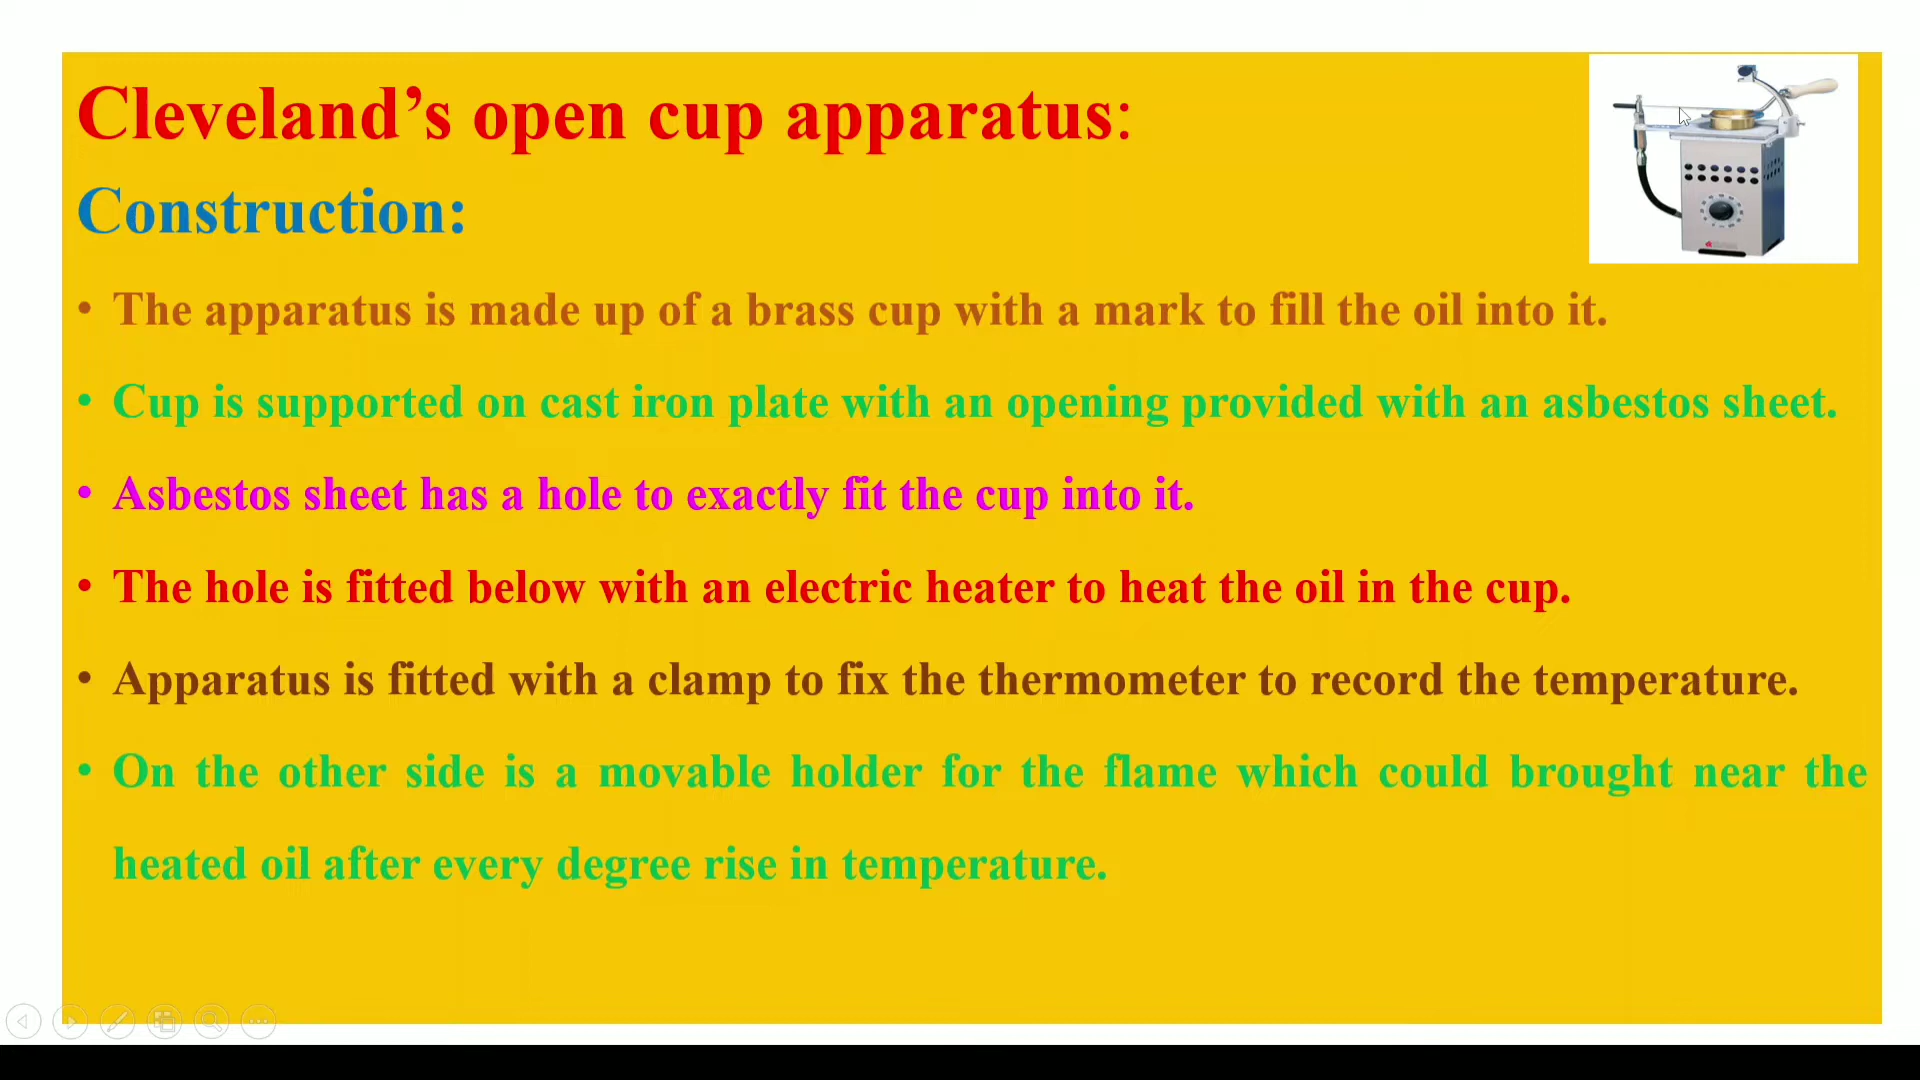 Cleveland’s open cup apparatus:
Construction:
• The apparatus is made up of a brass cup with a mark to fill the oil into it.
• Cup is supported on cast iron plate with an opening provided with an asbestos sheet.
• Asbestos sheet has a hole to exactly fit the cup into it.
• The hole is fitted below with an electric heater to heat the oil in the cup.
• Apparatus is fitted with a clamp to fix the thermometer to record the temperature.
• On the other side is a movable holder for the flame which could brought near the
heated oil after every degree rise in temperature.